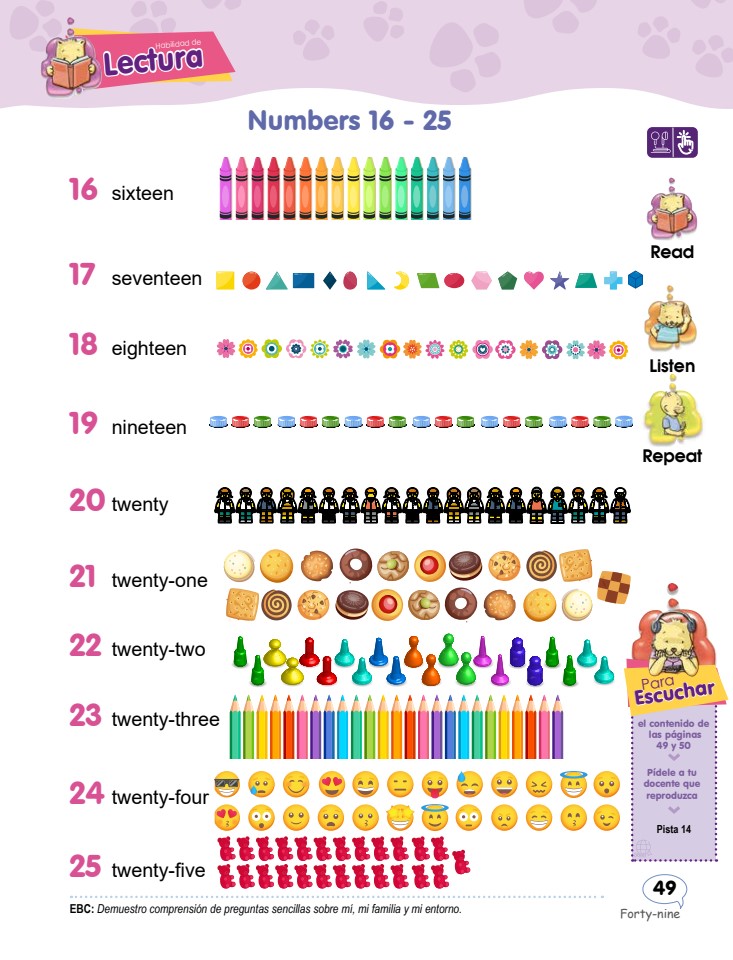 Habilidad de
Lectura
Numbers 16 - 25
16 sixteen
Read
17 seventeen
18 eighteen
Listen
19 nineteen
Repeat
20 twenty
21 twenty-one
22 twenty-two
23 twenty-three
24 twenty-four
25 twenty-five
Para
Escuchar
el contenido de
las páginas
49 y 50
Pídele a tu
docente que
reproduzca
Pista 14
49
Forty-nine
EBC: Demuestro comprensión de preguntas sencillas sobre mí, mi familia y mi entorno.